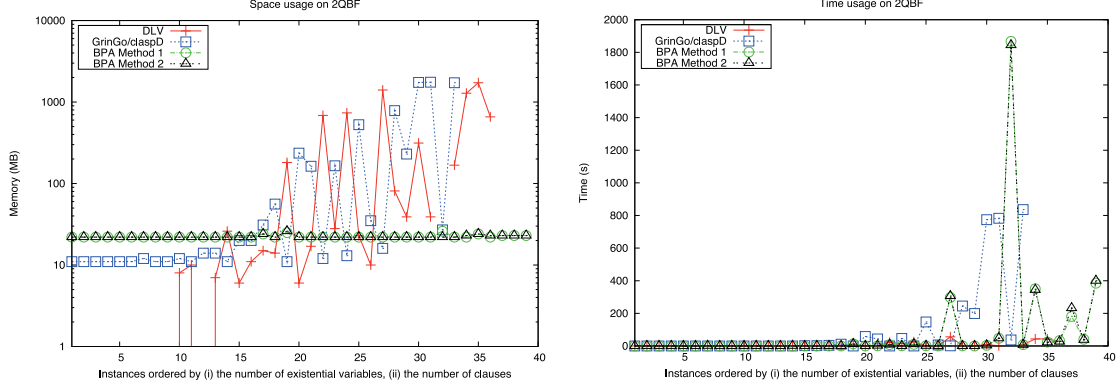 Space usage on 2QBF
DLV
GrinGo/claspD
BPA Method 1
BPA Method 2
10000
1000
100
10
1
Memory (MB)
5 10 15 20 25 30 35 40
Instances ordered by (i) the number of existential variables, (ii) the number of clauses
Time usage on 2QBF
DLV
GrinGo/claspD
BPA Method 1
BPA Method 2
2000
1800
1600
1400
1200
1000
800
600
400
200
0
Time (s)
5 10 15 20 25 30 35 40
Instances ordered by (i) the number of existential variables, (ii) the number of clauses